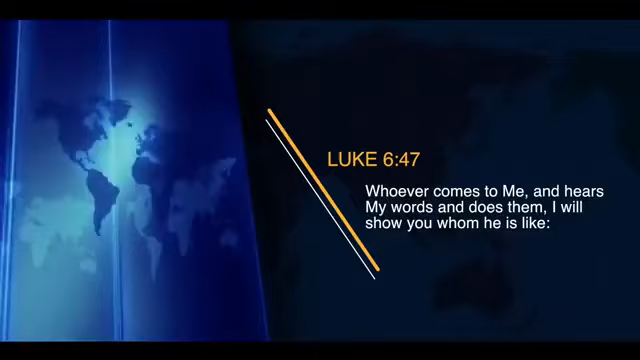 LUKE 6:47
Whoever comes to Me, and hears
My words and does them, I will
show you whom he is like: